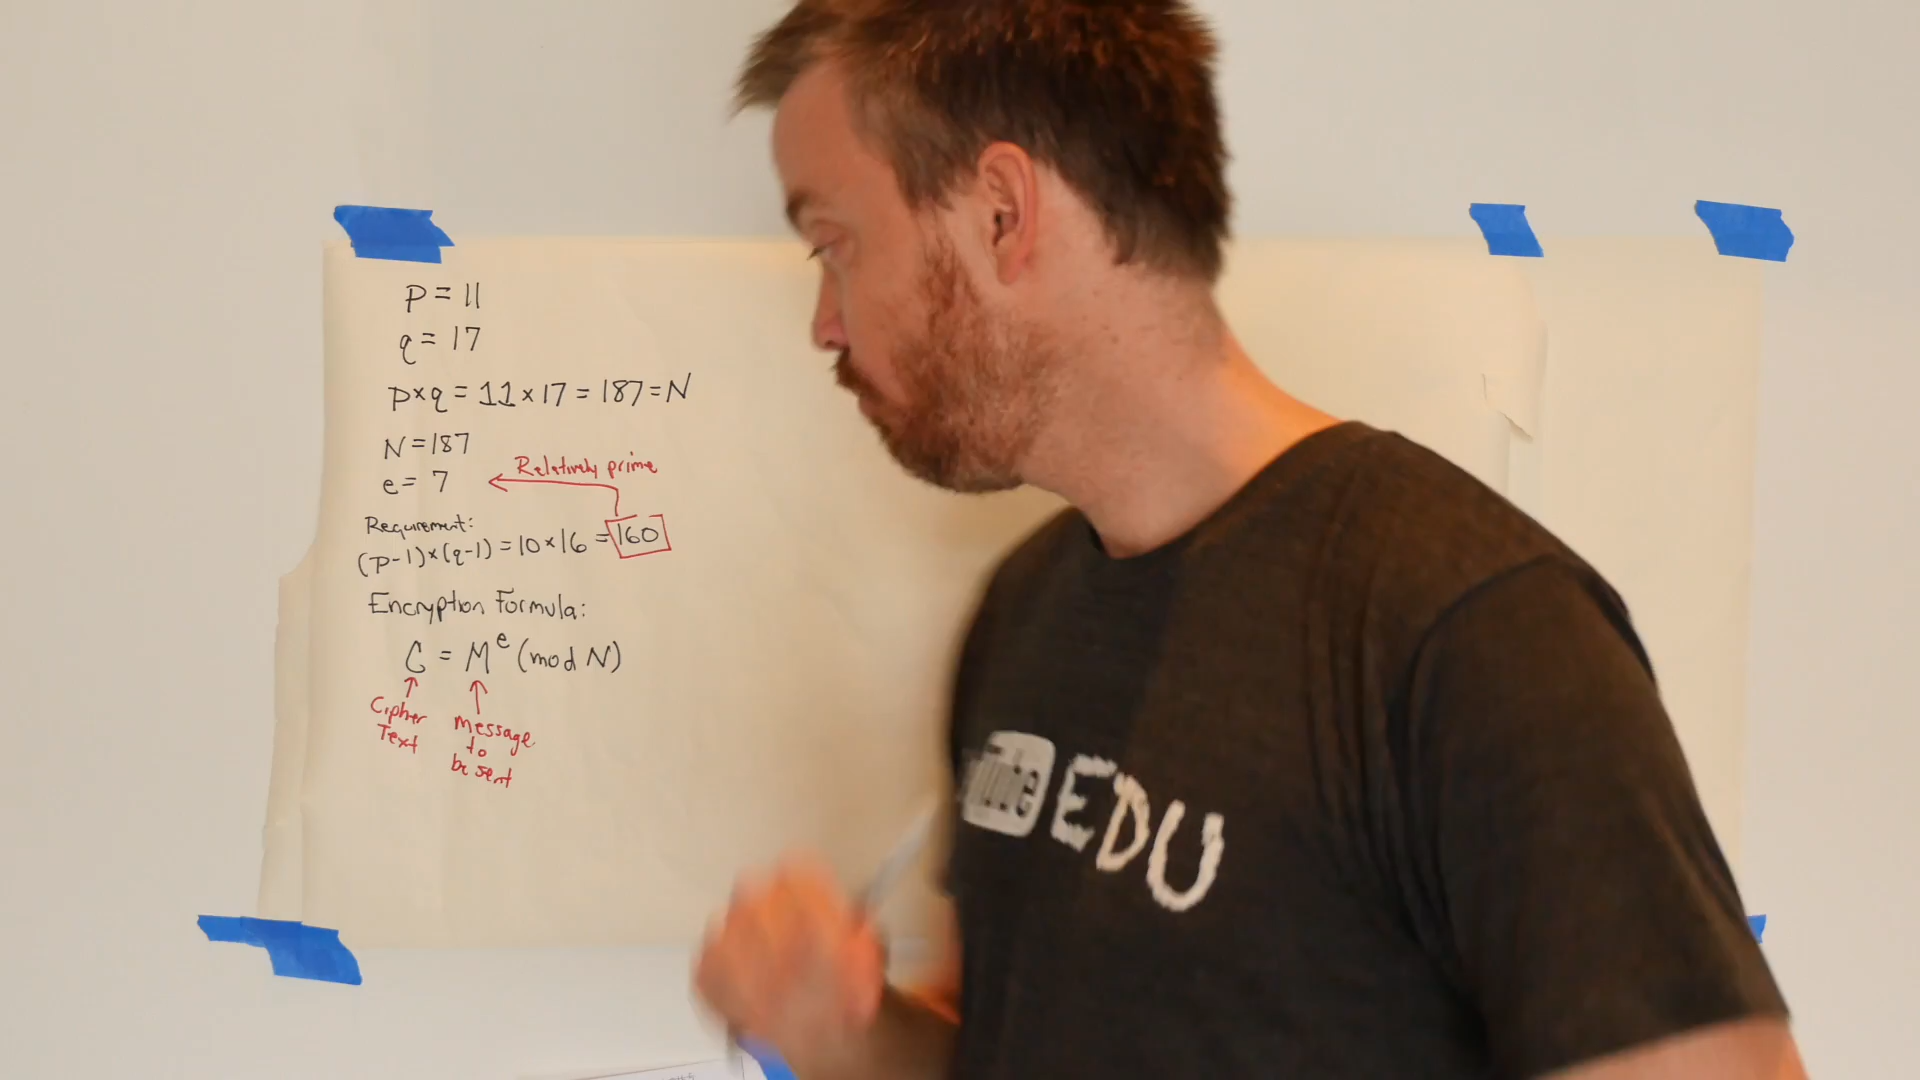 p = 11
q = 17
p×q = 11×17 = 187 = N
N = 187
e = 7
Relatively prime
Requirement:
(p-1)×(q-1) = 10×16 = 160
Encryption Formula:
C = Mᵉ (mod N)
Cipher
Text
Message
to
be sent
EDU